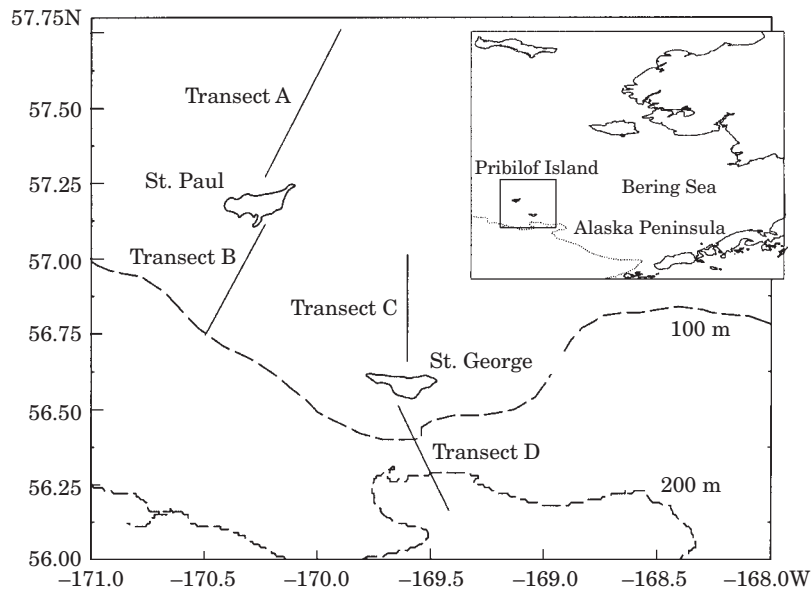 57.75N
Transect A
57.50
Pribilof Island
St. Paul
57.25
Bering Sea
Alaska Peninsula
Transect B
57.00
Transect C
56.75
100 m
St. George
56.50
Transect D
56.25
200 m
56.00
–171.0
–170.5
–170.0
–169.5
–169.0
–168.5
–168.0W